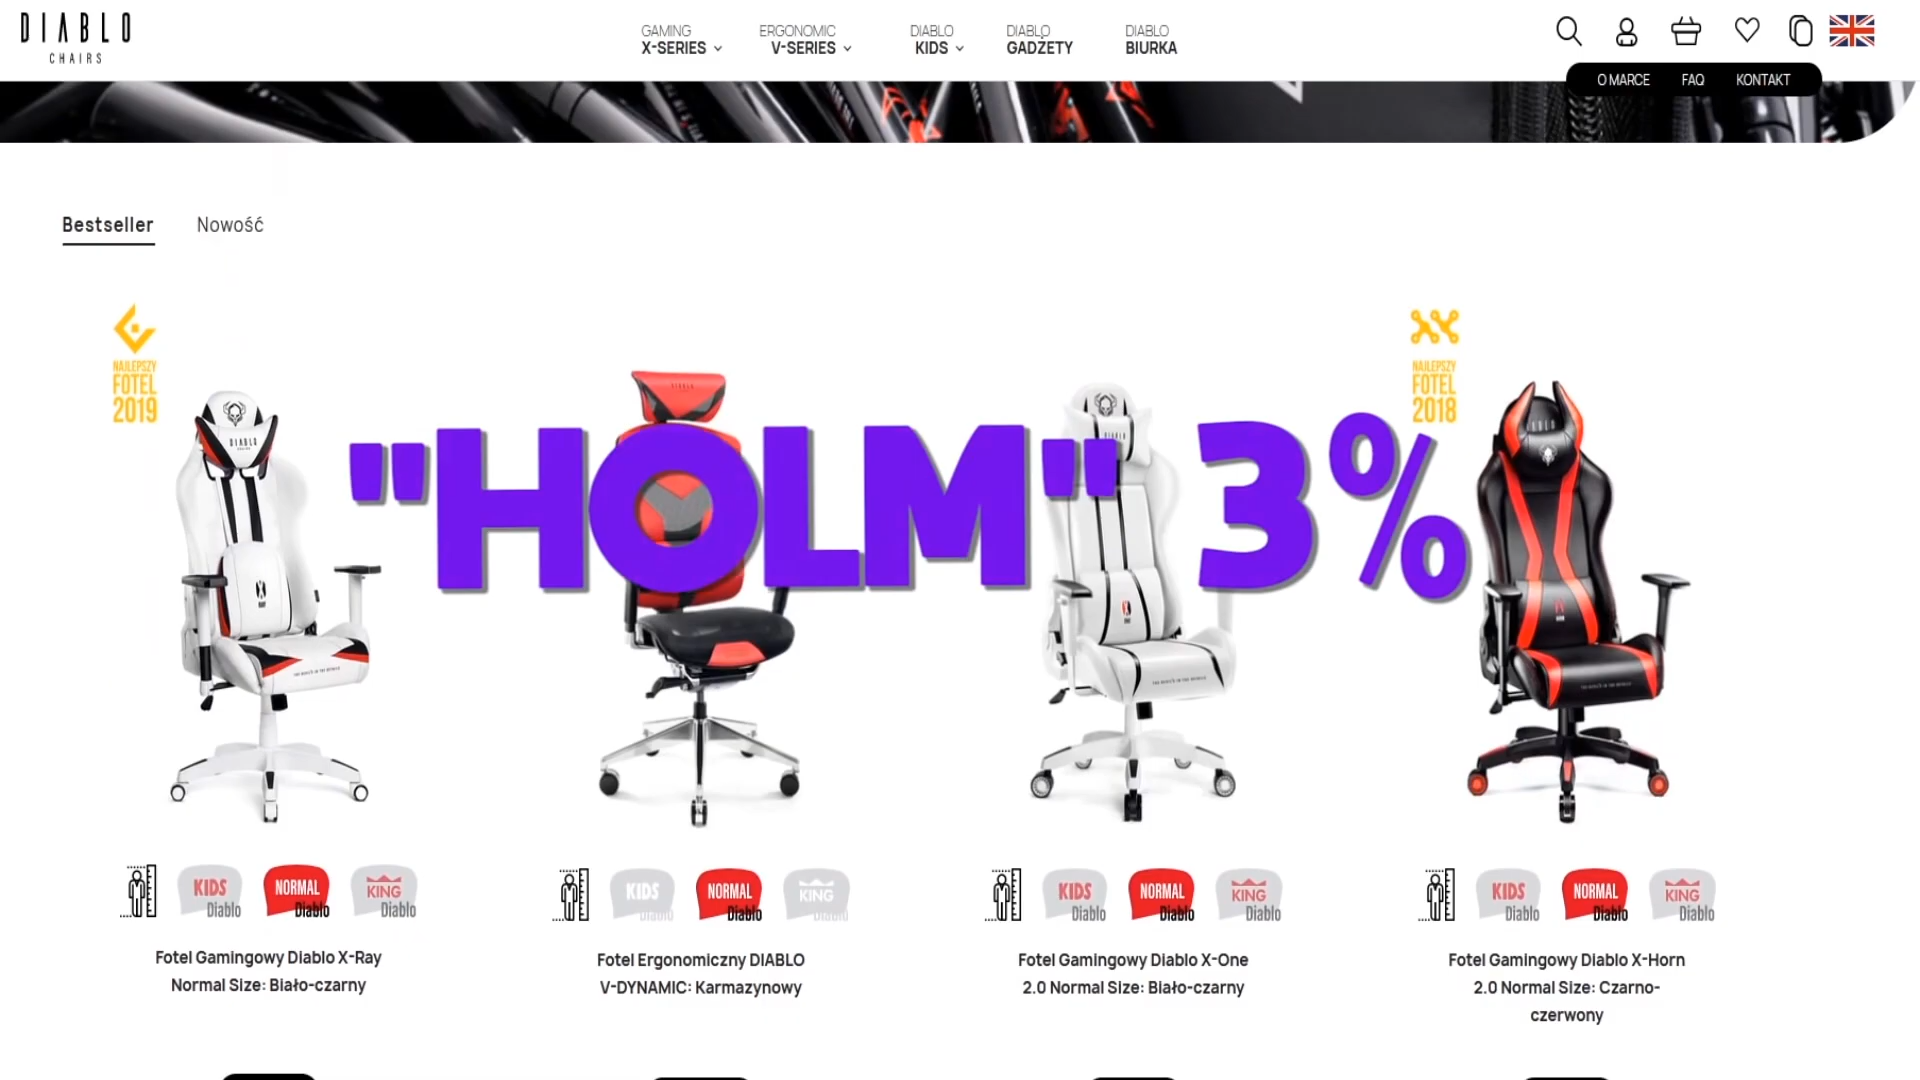 DIABLO
CHAIRS
GAMING
X-SERIES
ERGONOMIC
V-SERIES
DIABLO
KIDS
DIABLO
GADŻETY
DIABLO
BIURKA
O MARCE
FAQ
KONTAKT
Bestseller
Nowość
NAJLEPSZY
FOTEL
2019
NAJLEPSZY
FOTEL
2018
DIABLO
"HOLM" 3%
KIDS
Diablo
NORMAL
Diablo
KING
Diablo
KIDS
Diablo
NORMAL
Diablo
KING
Diablo
KIDS
Diablo
NORMAL
Diablo
KING
Diablo
KIDS
Diablo
NORMAL
Diablo
KING
Diablo
Fotel Gamingowy Diablo X-Ray
Normal Size: Biało-czarny
Fotel Ergonomiczny DIABLO
V-DYNAMIC: Karmazynowy
Fotel Gamingowy Diablo X-One
2.0 Normal Size: Biało-czarny
Fotel Gamingowy Diablo X-Horn
2.0 Normal Size: Czarno-
czerwony